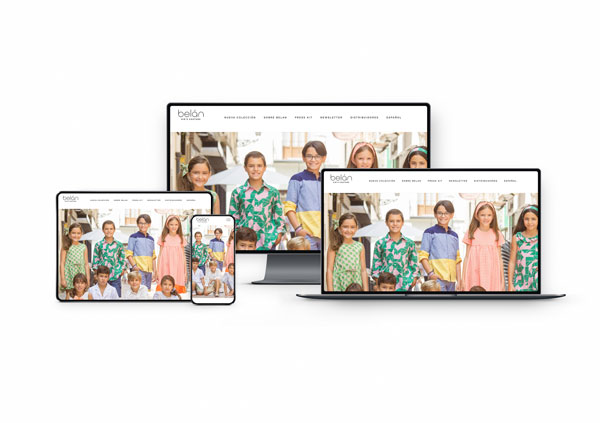 belán
NUEVA COLECCIÓN SOBRE BELAN PRESS KIT NEWSLETTER DISTRIBUIDORES ESPAÑOL
belán
NUEVA COLECCIÓN SOBRE BELAN PRESS KIT NEWSLETTER DISTRIBUIDORES ESPAÑOL
belán
NUEVA COLECCIÓN SOBRE BELAN PRESS KIT NEWSLETTER DISTRIBUIDORES ESPAÑOL
belán